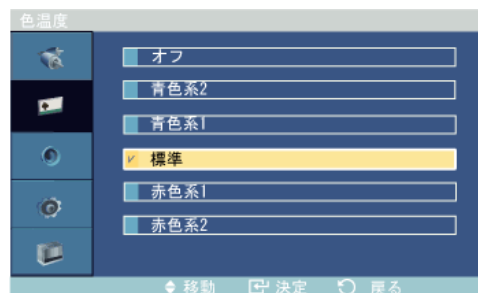 色温度
オフ
青色系2
青色系1
標準
赤色系1
赤色系2
移動 決定 戻る